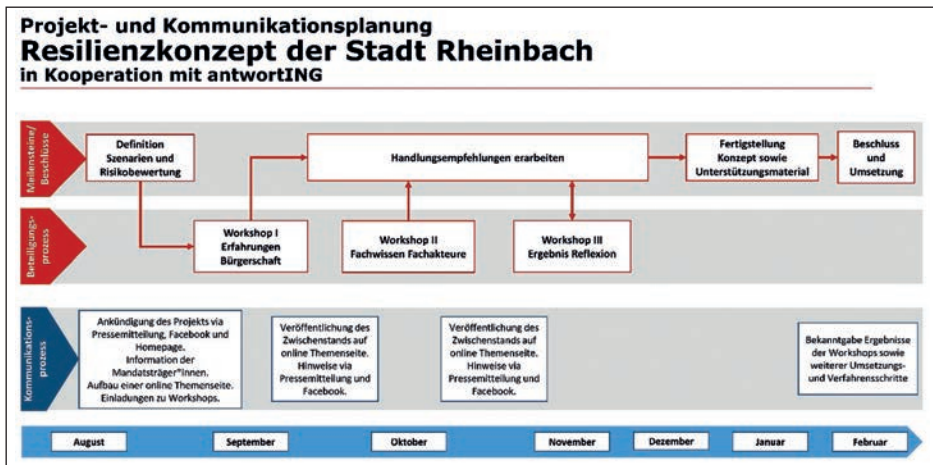 Projekt- und Kommunikationsplanung
Resilienzkonzept der Stadt Rheinbach
in Kooperation mit antwortING
Meilensteine/
Beschlüsse
Definition
Szenarien und
Risikobewertung
Handlungsempfehlungen erarbeiten
Fertigstellung
Konzept sowie
Unterstützungsmaterial
Beschluss
und
Umsetzung
Beteiligungs-
prozess
Workshop I
Erfahrungen
Bürgerschaft
Workshop II
Fachwissen Fachakteure
Workshop III
Ergebnis Reflexion
Kommunikations-
prozess
Ankündigung des Projekts via
Pressemitteilung, Facebook und
Homepage.
Information der
Mandatsträger*innen.
Aufbau einer online Themenseite.
Einladungen zu Workshops.
Veröffentlichung des
Zwischenstands auf
online Themenseite.
Hinweise via
Pressemitteilung und
Facebook.
Veröffentlichung des
Zwischenstands auf
online Themenseite.
Hinweise via
Pressemitteilung und
Facebook.
Bekanntgabe Ergebnisse
der Workshops sowie
weiterer Umsetzungs-
und Verfahrensschritte
August
September
Oktober
November
Dezember
Januar
Februar